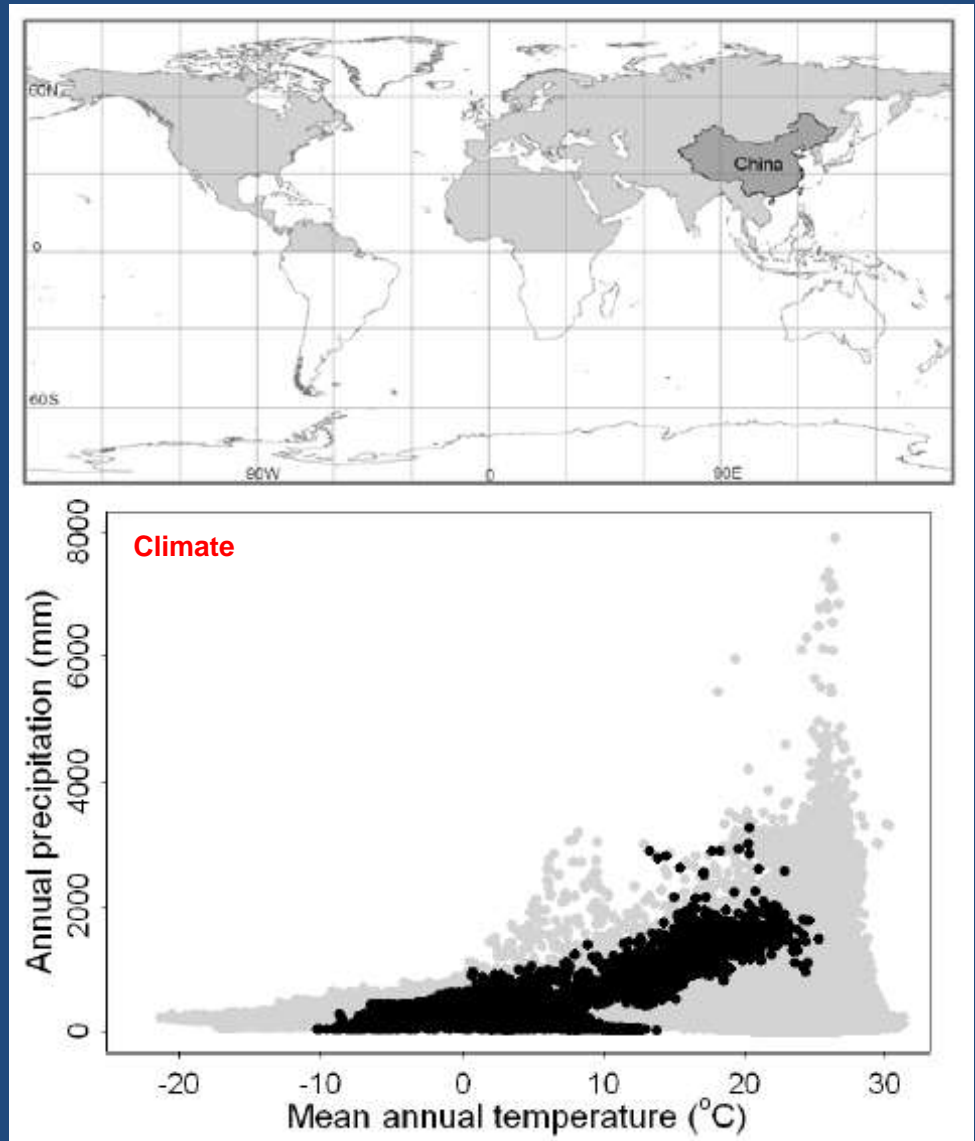 60N
China
0
60S
90W 0 90E
Climate
Annual precipitation (mm)
8000
6000
4000
2000
0
-20 -10 0 10 20 30
Mean annual temperature (°C)